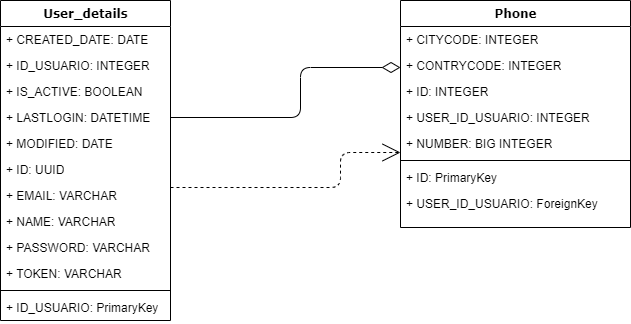 User_details
+ CREATED_DATE: DATE
+ ID_USUARIO: INTEGER
+ IS_ACTIVE: BOOLEAN
+ LASTLOGIN: DATETIME
+ MODIFIED: DATE
+ ID: UUID
+ EMAIL: VARCHAR
+ NAME: VARCHAR
+ PASSWORD: VARCHAR
+ TOKEN: VARCHAR
+ ID_USUARIO: PrimaryKey
Phone
+ CITYCODE: INTEGER
+ CONTRYCODE: INTEGER
+ ID: INTEGER
+ USER_ID_USUARIO: INTEGER
+ NUMBER: BIG INTEGER
+ ID: PrimaryKey
+ USER_ID_USUARIO: ForeignKey